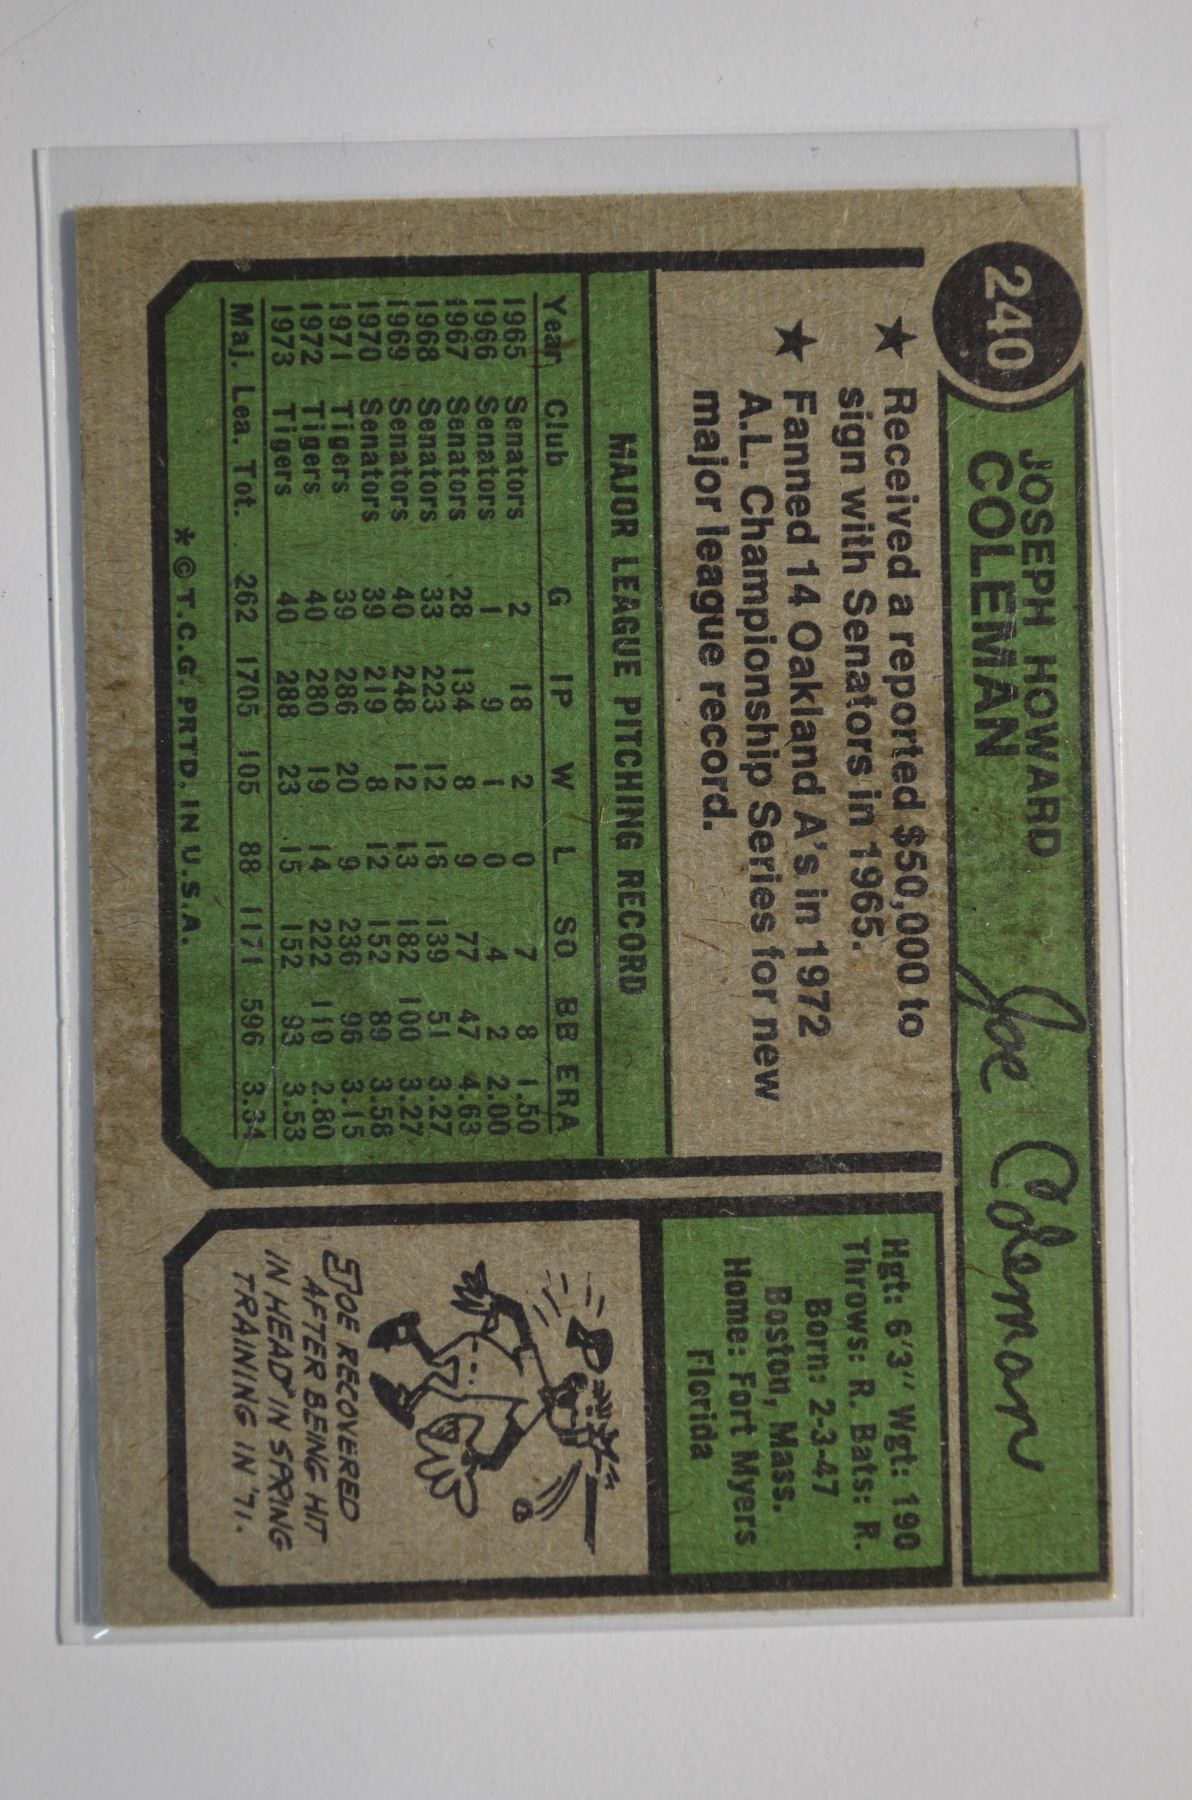 240
JOSEPH HOWARD
COLEMAN
Joe Coleman
★ Received a reported $50,000 to
sign with Senators in 1965.
★ Fanned 14 Oakland A's in 1972
A.L. Championship Series for new
major league record.
Hgt: 6'3" Wgt: 190
Throws: R. Bats: R.
Born: 2-3-47
Boston, Mass.
Home: Fort Myers
Florida
MAJOR LEAGUE PITCHING RECORD
Year Club G IP W L SO BB ERA
1965 Senators 2 18 2 0 7 8 1.50
1966 Senators 1 9 1 0 4 2 2.00
1967 Senators 28 134 8 9 77 47 4.63
1968 Senators 33 223 12 16 139 51 3.27
1969 Senators 40 248 12 13 182 100 3.27
1970 Senators 39 219 8 12 152 89 3.58
1971 Tigers 39 286 20 9 236 96 3.15
1972 Tigers 40 280 19 14 222 110 2.80
1973 Tigers 40 288 23 15 152 93 3.53
Maj. Lea. Tot. 262 1705 105 88 1171 596 3.34
JOE RECOVERED
AFTER BEING HIT
IN HEAD IN SPRING
TRAINING IN '71.
* © T.C.G. PRTD. IN U.S.A.